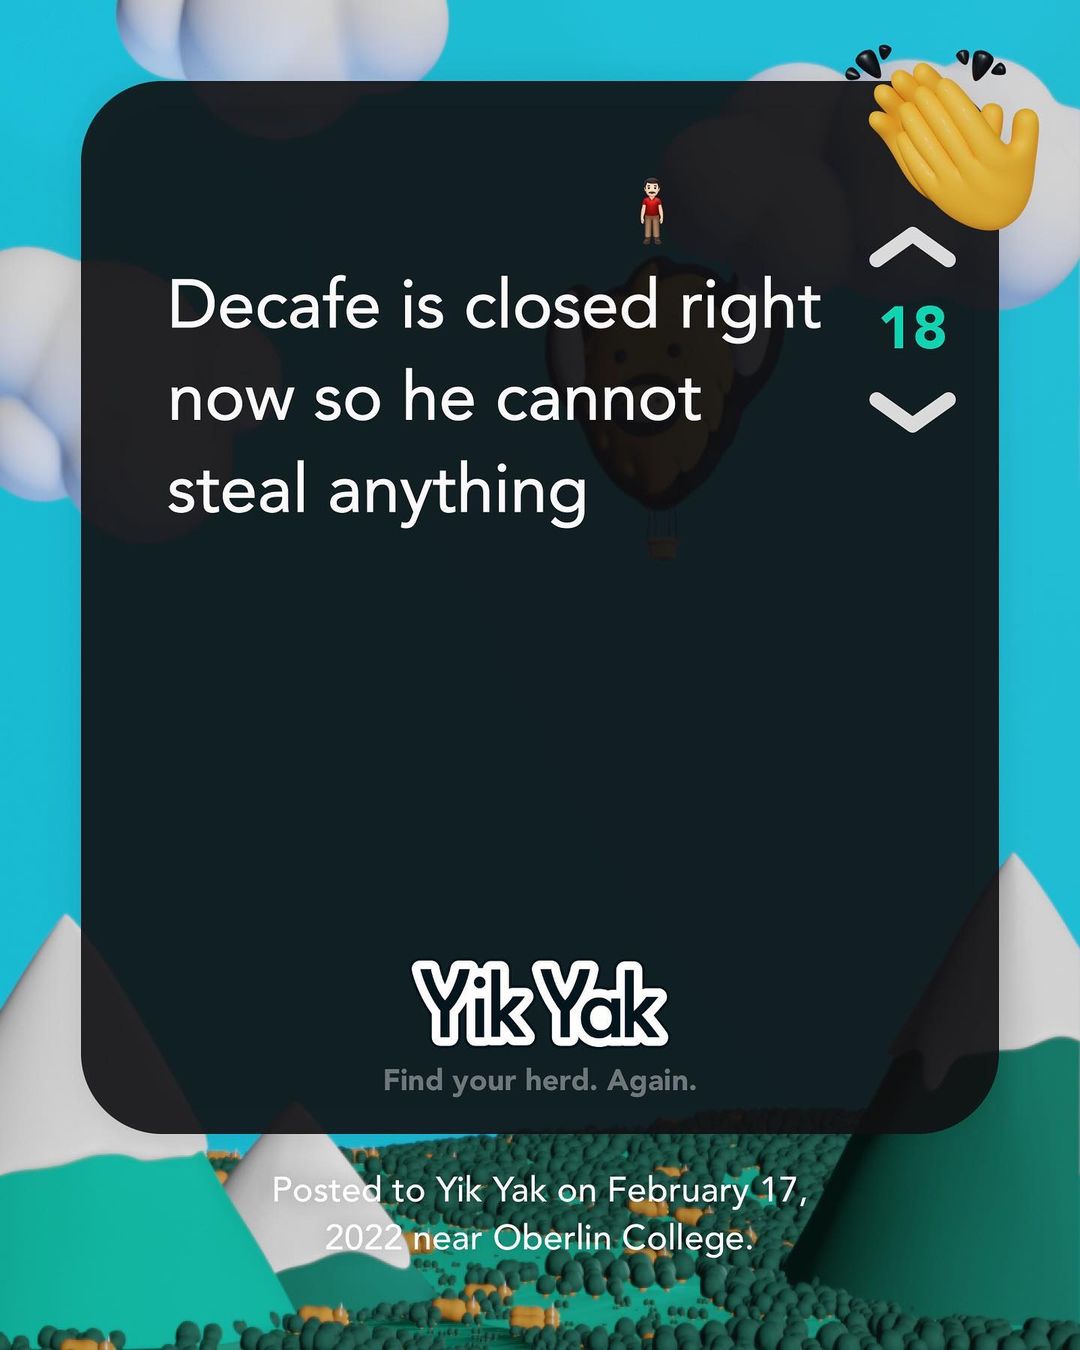 Decafe is closed right
now so he cannot
steal anything
18
Yik Yak
Find your herd. Again.
Posted to Yik Yak on February 17,
2022 near Oberlin College.